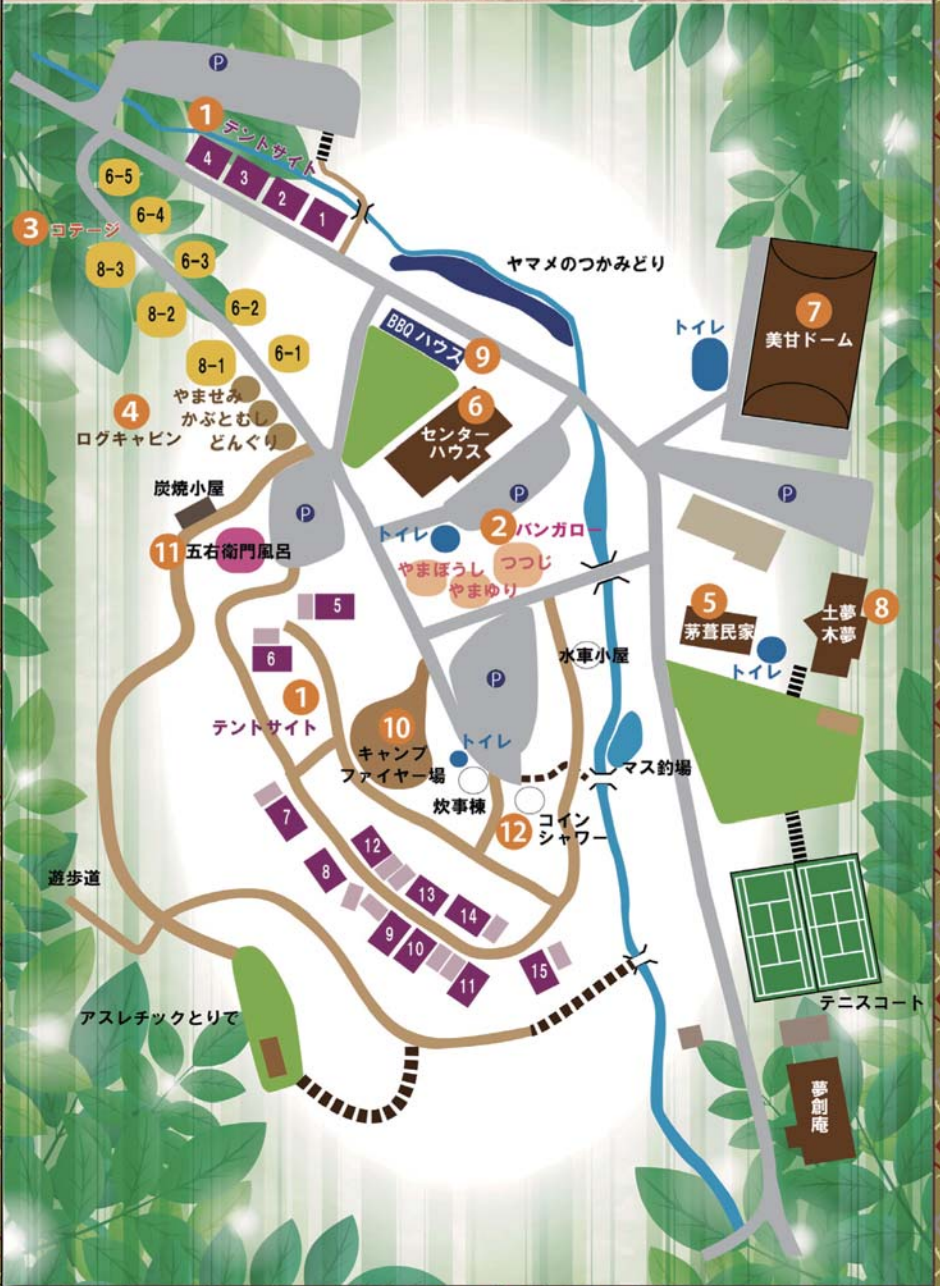 P
1
テントサイト
4
3
2
1
6-5
6-4
3 コテージ
8-3
6-3
8-2
6-2
8-1
6-1
ヤマメのつかみどり
BBQ ハウス
9
トイレ
7
美甘ドーム
4
ログキャビン
やませみ
かぶとむし
どんぐり
6
センター
ハウス
P
P
炭焼小屋
P
11 五右衛門風呂
トイレ
2 バンガロー
やまぼうし
つつじ
やまゆり
5
6
5
茅葺民家
土夢
木夢
8
トイレ
水車小屋
P
1
テントサイト
10
キャンプ
ファイヤー場
トイレ
炊事棟
マス釣場
12
コイン
シャワー
7
8
12
13
14
9
10
11
15
遊歩道
アスレチックとりで
テニスコート
夢創庵